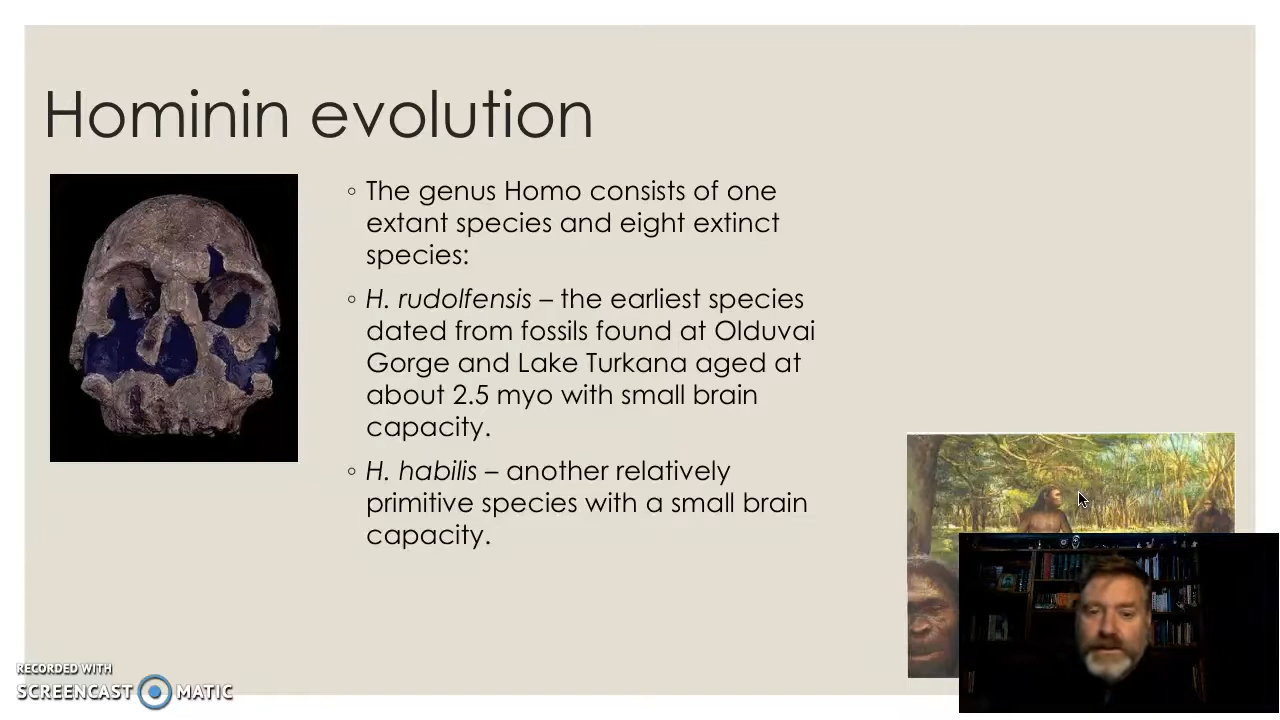 Hominin evolution
◦ The genus Homo consists of one
extant species and eight extinct
species:
◦ H. rudolfensis – the earliest species
dated from fossils found at Olduvai
Gorge and Lake Turkana aged at
about 2.5 myo with small brain
capacity.
◦ H. habilis – another relatively
primitive species with a small brain
capacity.
RECORDED WITH
SCREENCAST MATIC